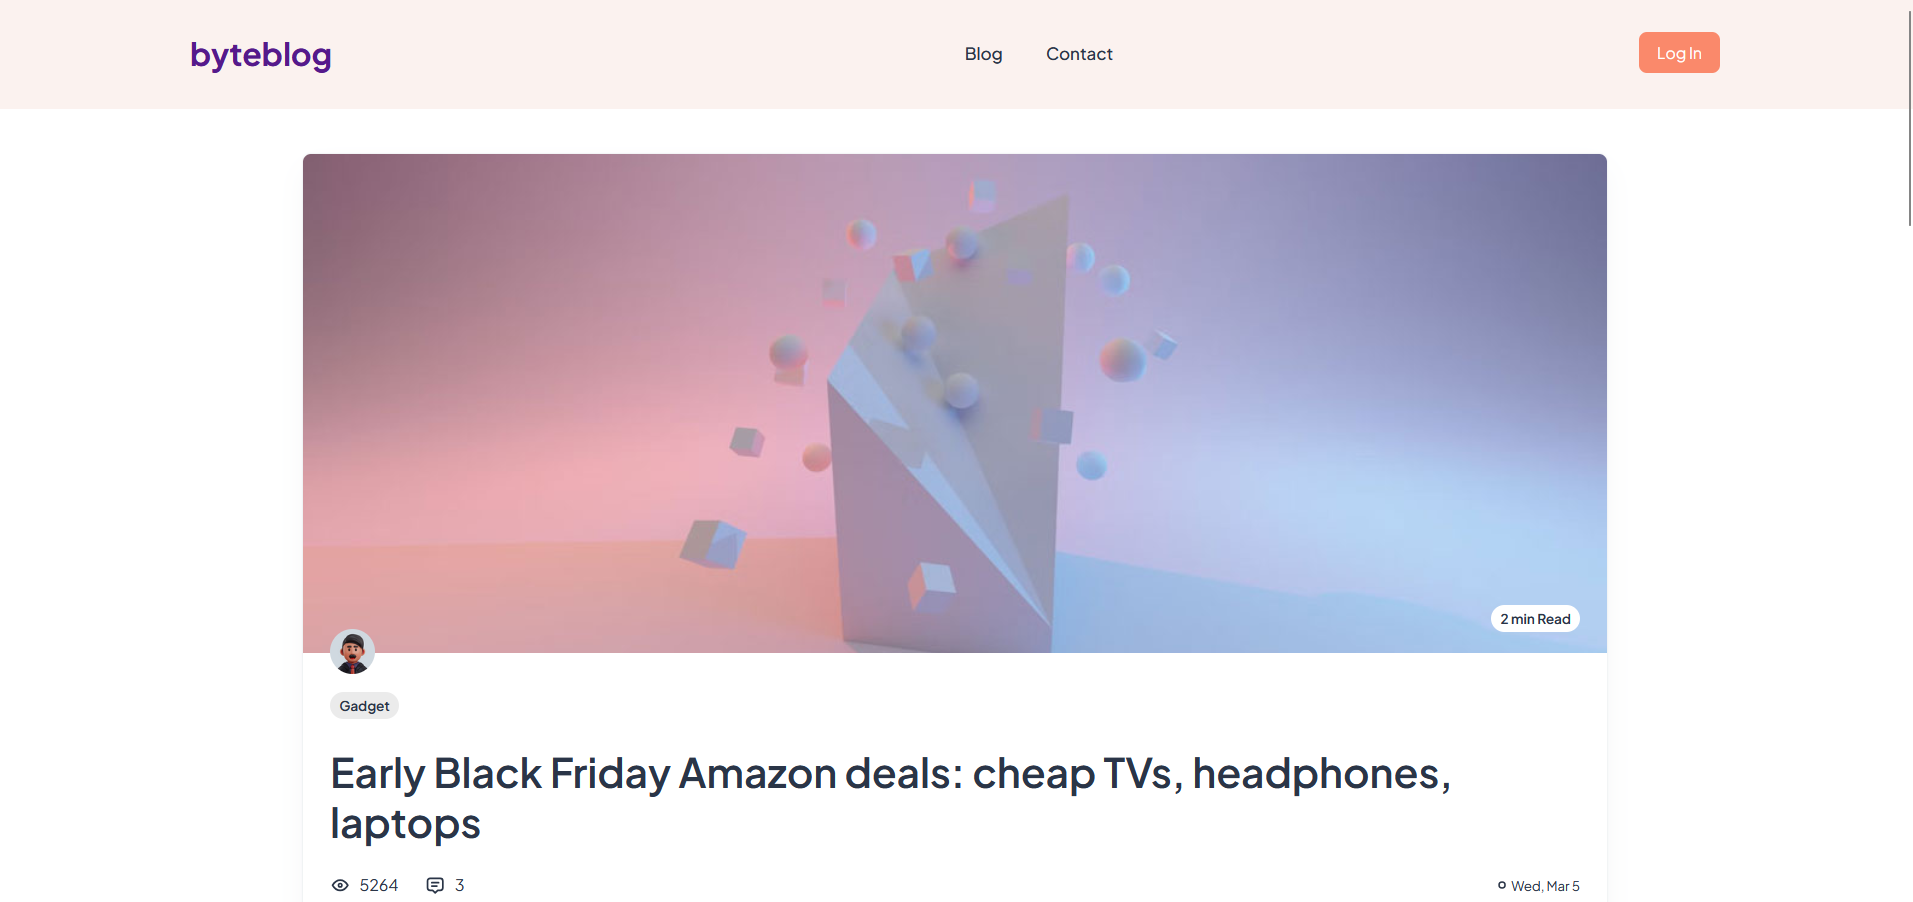 byteblog
Blog
Contact
Log In
2 min Read
Gadget
Early Black Friday Amazon deals: cheap TVs, headphones,
laptops
5264
3
Wed, Mar 5